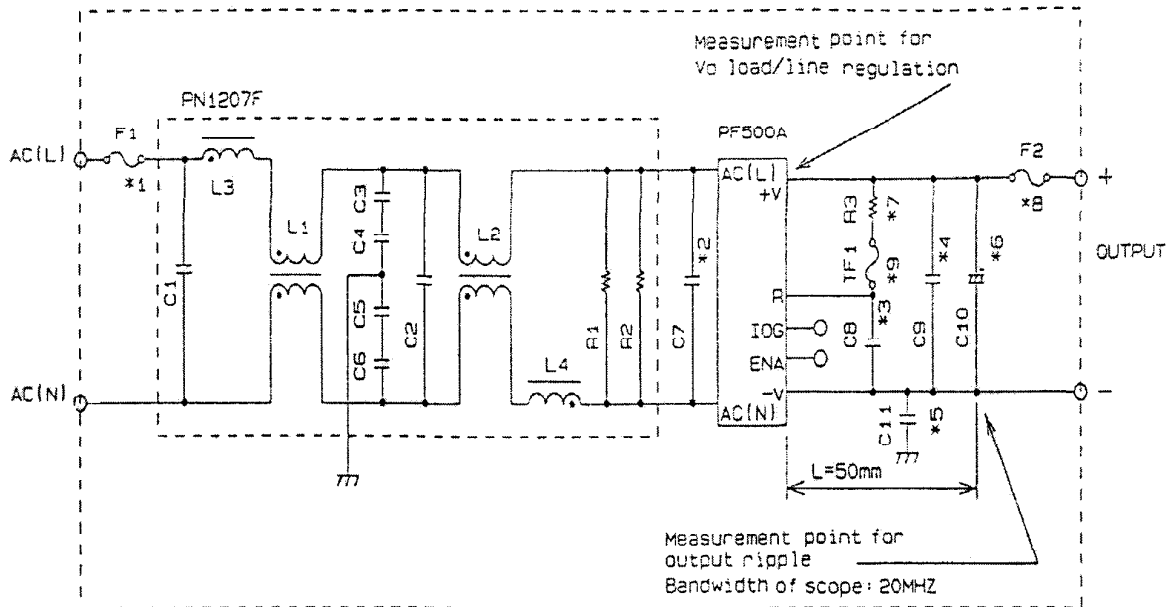 Measurement point for
Vo load/line regulation
PN1207F
PF500A
F1
*1
F2
*8
AC(L)
L3
AC(L)
+V
+
L1
C3
C4
L2
*2
R3
*7
*4
*6
TF1
*9
OUTPUT
C1
C5
C6
C2
R1
R2
C7
R
*3
C8
C9
C10
IOG
ENA
L4
AC(N)
-V
AC(N)
-
C11
*5
L=50mm
Measurement point for
output ripple
Bandwidth of scope: 20MHZ